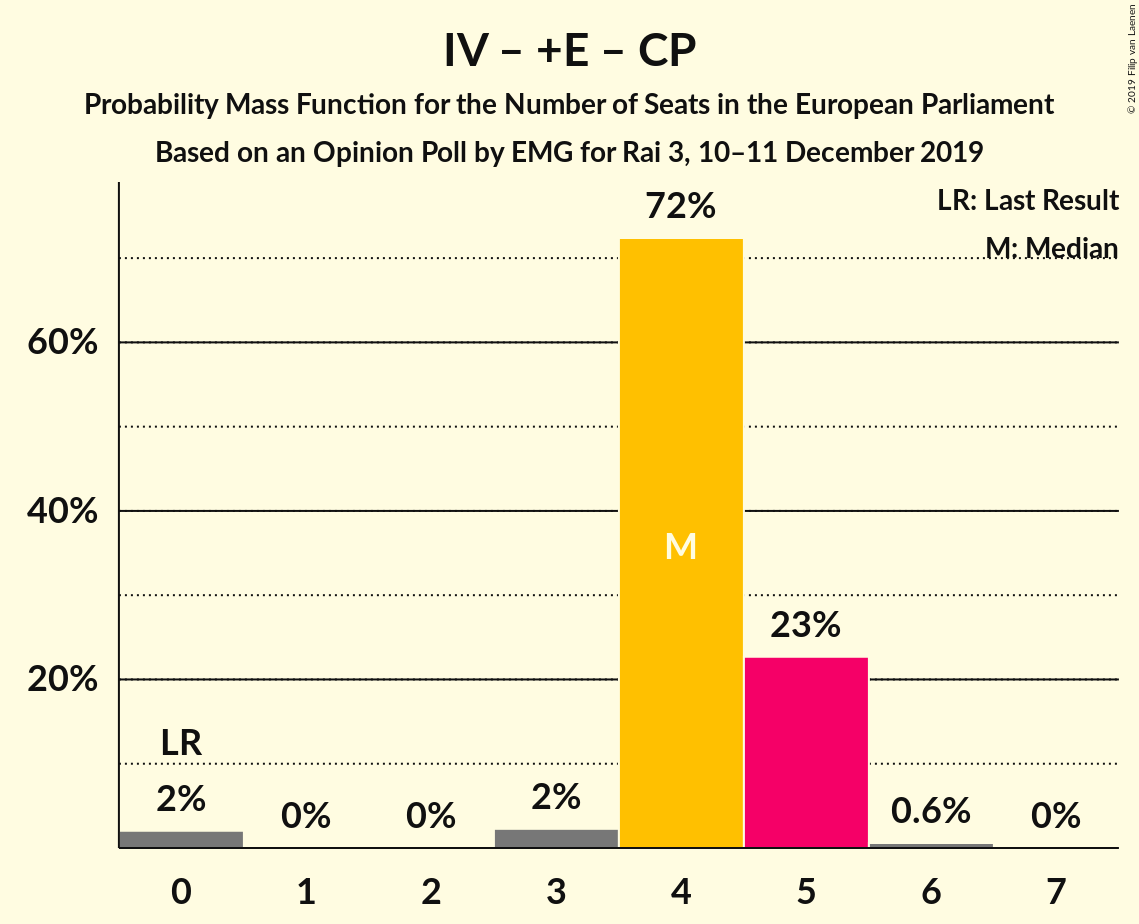 IV – +E – CP
Probability Mass Function for the Number of Seats in the European Parliament
Based on an Opinion Poll by EMG for Rai 3, 10–11 December 2019
© 2019 Filip van Laenen
LR: Last Result
M: Median
72%
60%
40%
M
23%
20%
LR
2%
0%
0%
2%
0.6%
0%
0 1 2 3 4 5 6 7